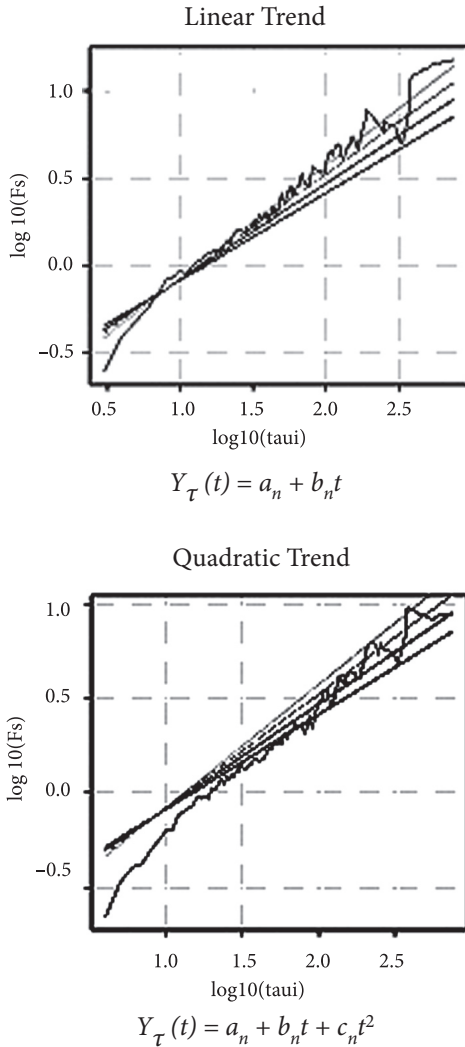 Linear Trend
1.0
0.5
0.0
−0.5
log 10(Fs)
0.5 1.0 1.5 2.0 2.5
log10(taui)
Yτ (t) = aₙ + bₙt
Quadratic Trend
1.0
0.5
0.0
−0.5
log 10(Fs)
1.0 1.5 2.0 2.5
log10(taui)
Yτ (t) = aₙ + bₙt + cₙt²